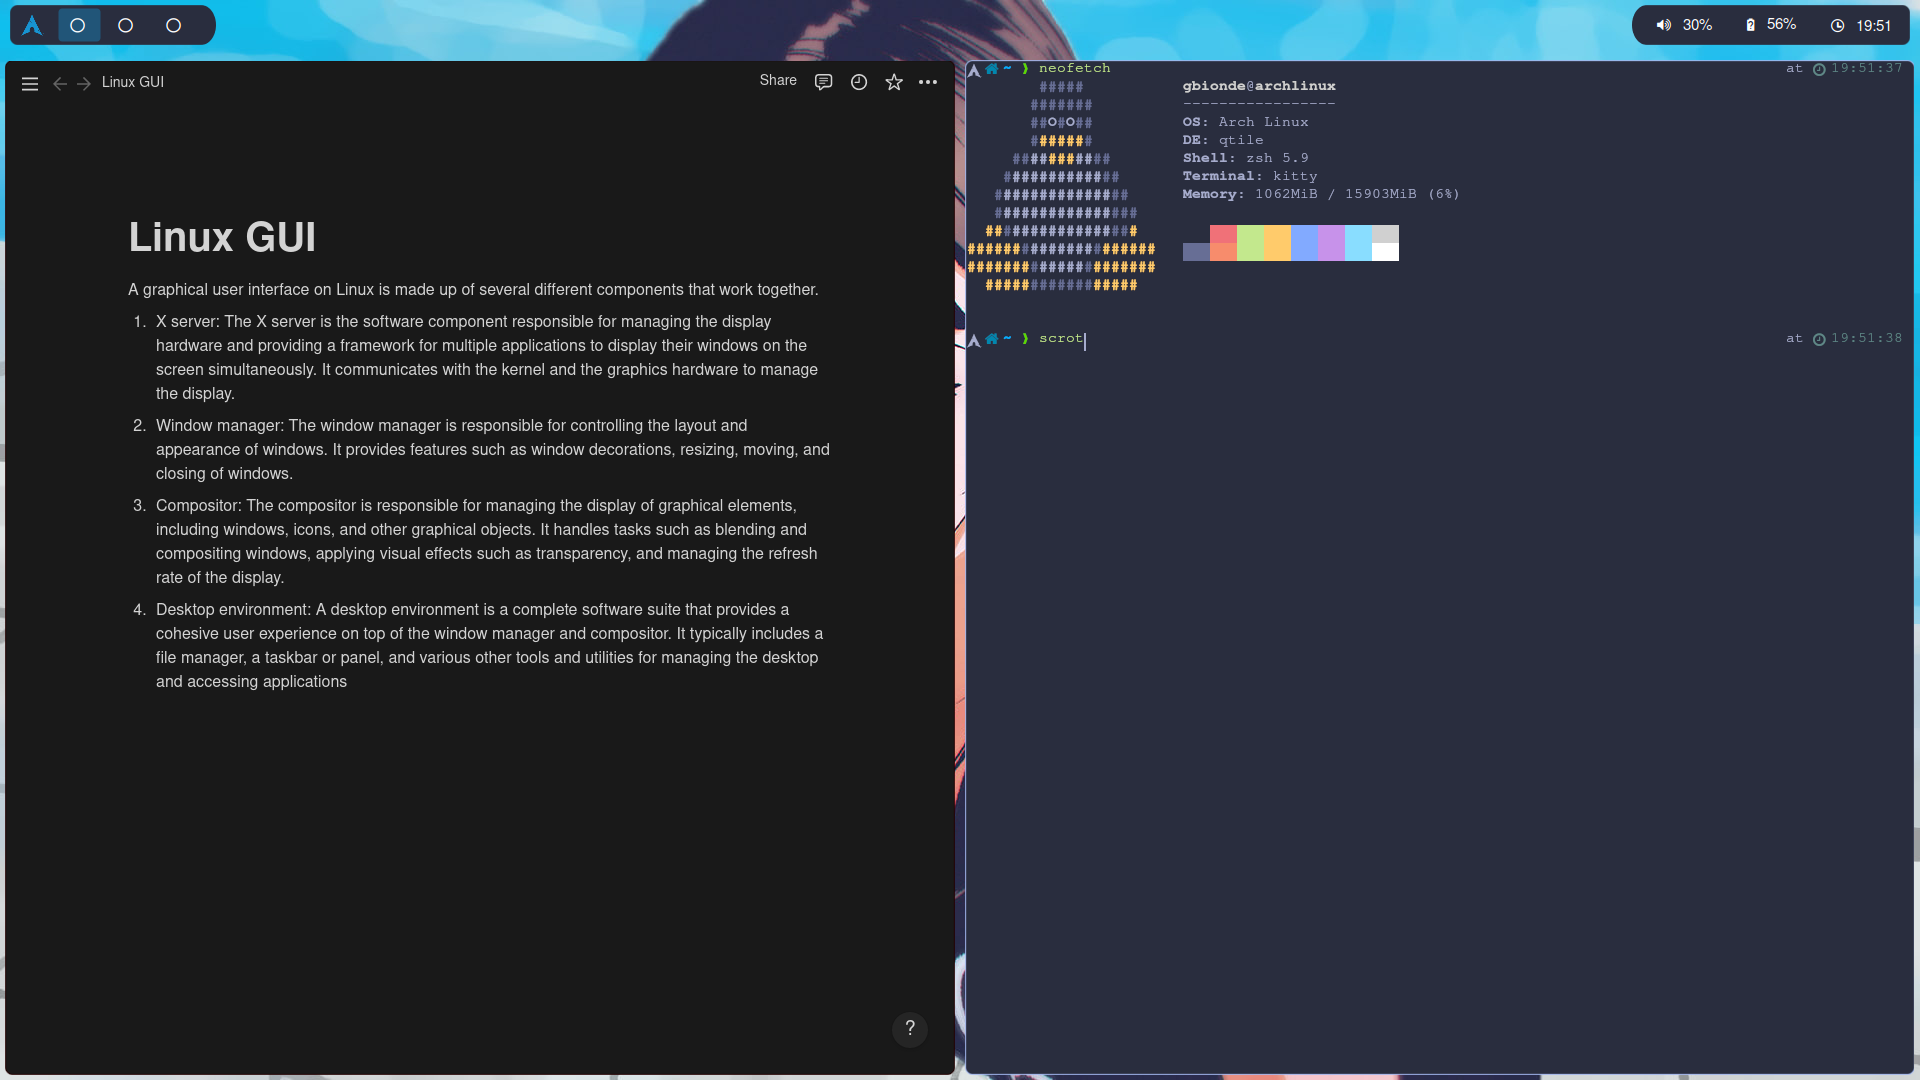 30% 56% 19:51
Linux GUI
Share
Linux GUI
A graphical user interface on Linux is made up of several different components that work together.
1. X server: The X server is the software component responsible for managing the display
hardware and providing a framework for multiple applications to display their windows on the
screen simultaneously. It communicates with the kernel and the graphics hardware to manage
the display.
2. Window manager: The window manager is responsible for controlling the layout and
appearance of windows. It provides features such as window decorations, resizing, moving, and
closing of windows.
3. Compositor: The compositor is responsible for managing the display of graphical elements,
including windows, icons, and other graphical objects. It handles tasks such as blending and
compositing windows, applying visual effects such as transparency, and managing the refresh
rate of the display.
4. Desktop environment: A desktop environment is a complete software suite that provides a
cohesive user experience on top of the window manager and compositor. It typically includes a
file manager, a taskbar or panel, and various other tools and utilities for managing the desktop
and accessing applications
?
~ ❯ neofetch at 19:51:37
#####
#######
##O#O##
#######
###########
#############
###############
################
#################
#####################
#####################
#################
gbionde@archlinux
-----------------
OS: Arch Linux
DE: qtile
Shell: zsh 5.9
Terminal: kitty
Memory: 1062MiB / 15903MiB (6%)
~ ❯ scrot at 19:51:38